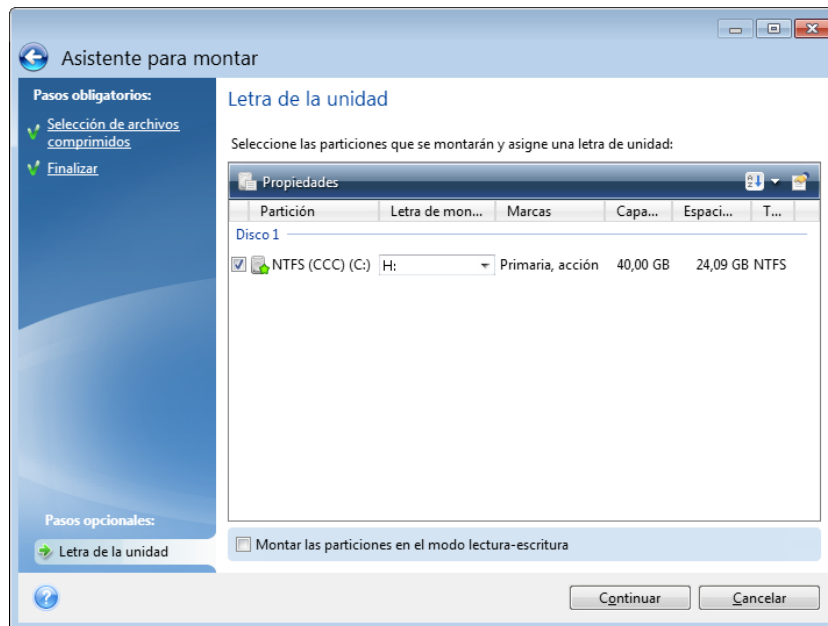 Asistente para montar
Pasos obligatorios:
Selección de archivos
comprimidos
Finalizar
Pasos opcionales:
Letra de la unidad
Letra de la unidad
Seleccione las particiones que se montarán y asigne una letra de unidad:
Propiedades
Partición Letra de mon... Marcas Capa... Espaci... T...
Disco 1
NTFS (CCC) (C:) H: Primaria, acción 40,00 GB 24,09 GB NTFS
Montar las particiones en el modo lectura-escritura
Continuar Cancelar